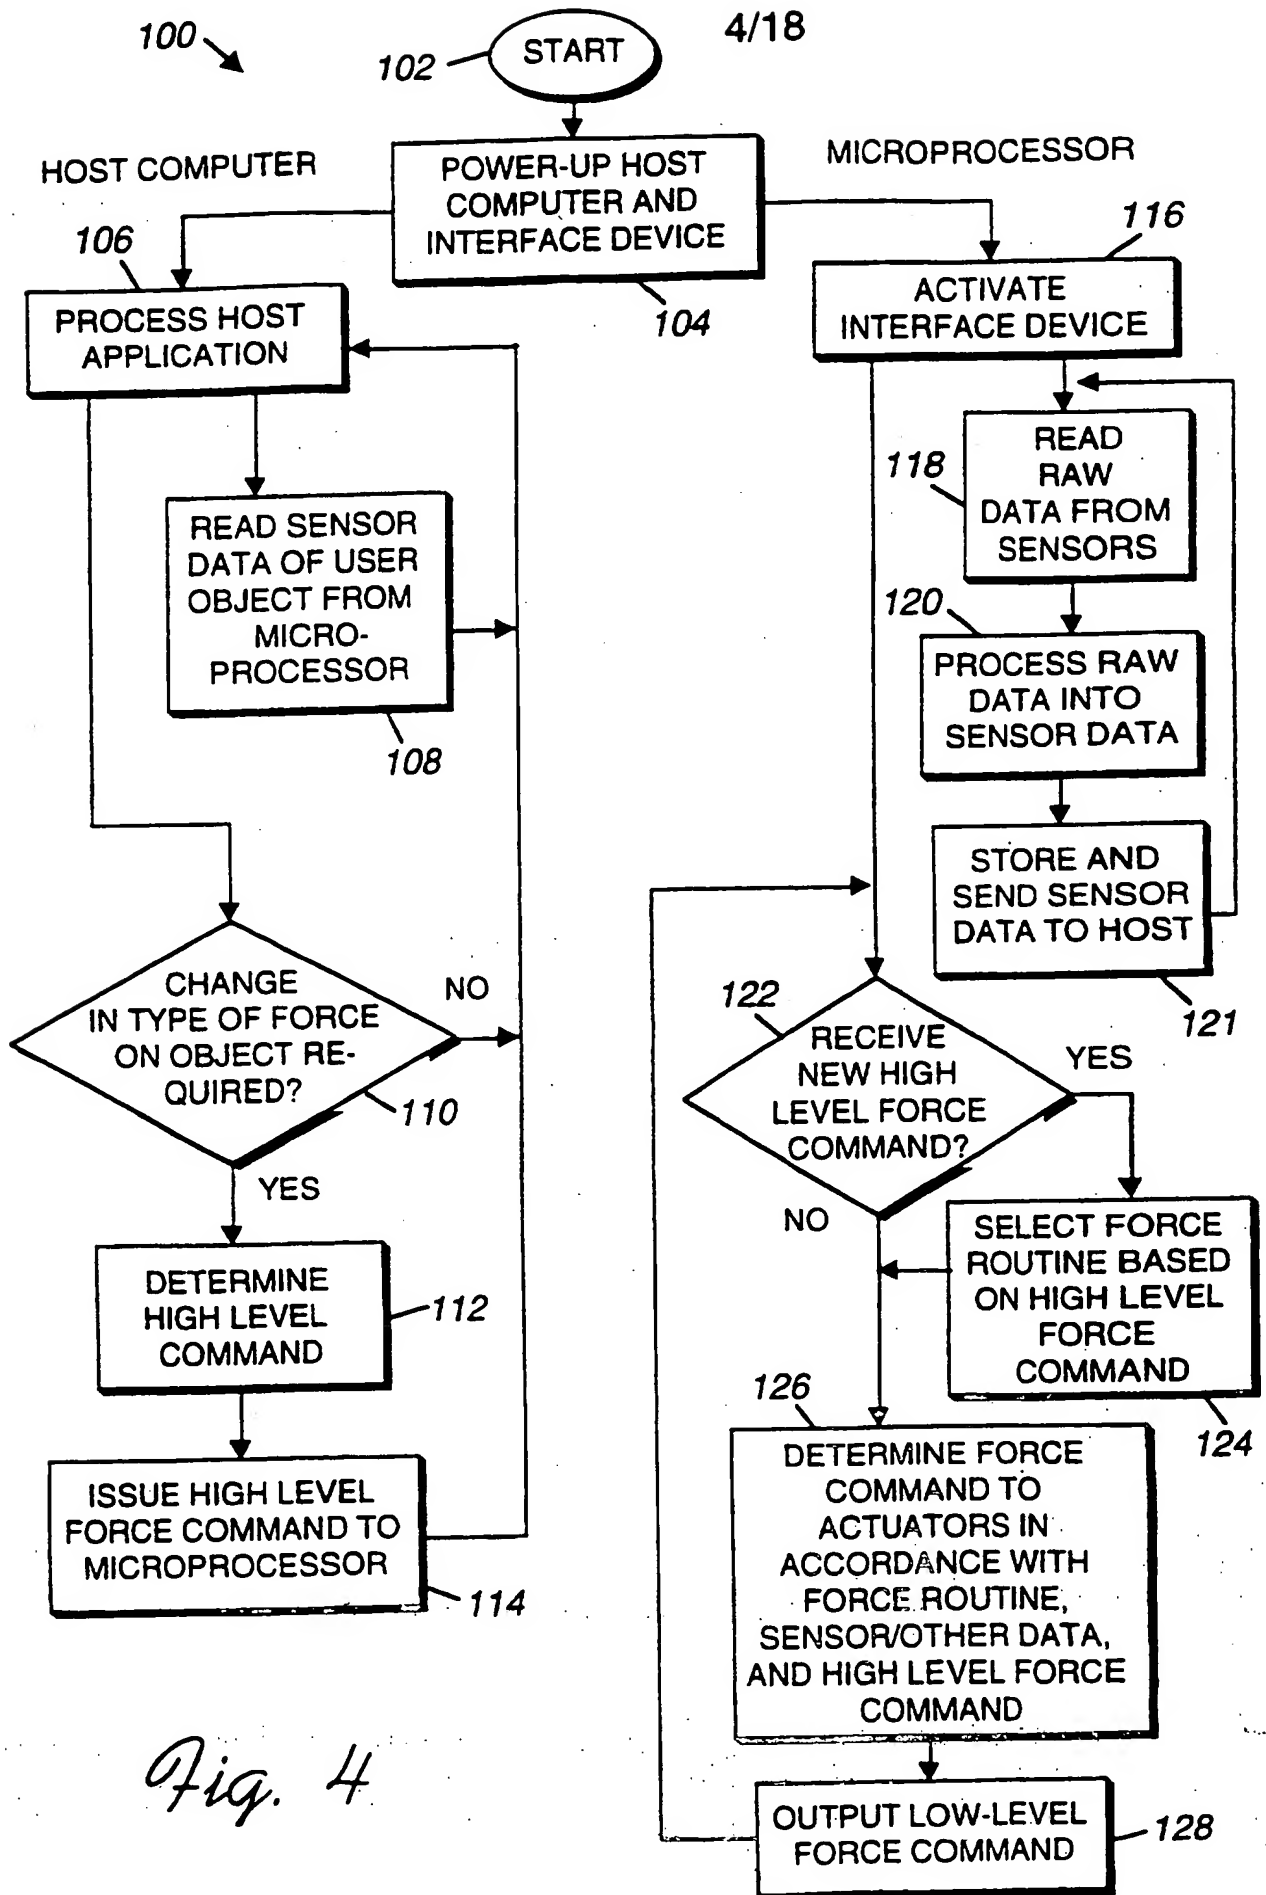 4/18
100
102
START
HOST COMPUTER
MICROPROCESSOR
POWER-UP HOST
COMPUTER AND
INTERFACE DEVICE
104
106
PROCESS HOST
APPLICATION
READ SENSOR
DATA OF USER
OBJECT FROM
MICRO-
PROCESSOR
108
CHANGE
IN TYPE OF FORCE
ON OBJECT RE-
QUIRED?
110
NO
YES
DETERMINE
HIGH LEVEL
COMMAND
112
ISSUE HIGH LEVEL
FORCE COMMAND TO
MICROPROCESSOR
114
116
ACTIVATE
INTERFACE DEVICE
118
READ
RAW
DATA FROM
SENSORS
120
PROCESS RAW
DATA INTO
SENSOR DATA
STORE AND
SEND SENSOR
DATA TO HOST
121
122
RECEIVE
NEW HIGH
LEVEL FORCE
COMMAND?
YES
NO
SELECT FORCE
ROUTINE BASED
ON HIGH LEVEL
FORCE
COMMAND
124
126
DETERMINE FORCE
COMMAND TO
ACTUATORS IN
ACCORDANCE WITH
FORCE ROUTINE,
SENSOR/OTHER DATA,
AND HIGH LEVEL FORCE
COMMAND
OUTPUT LOW-LEVEL
FORCE COMMAND
128
Fig. 4